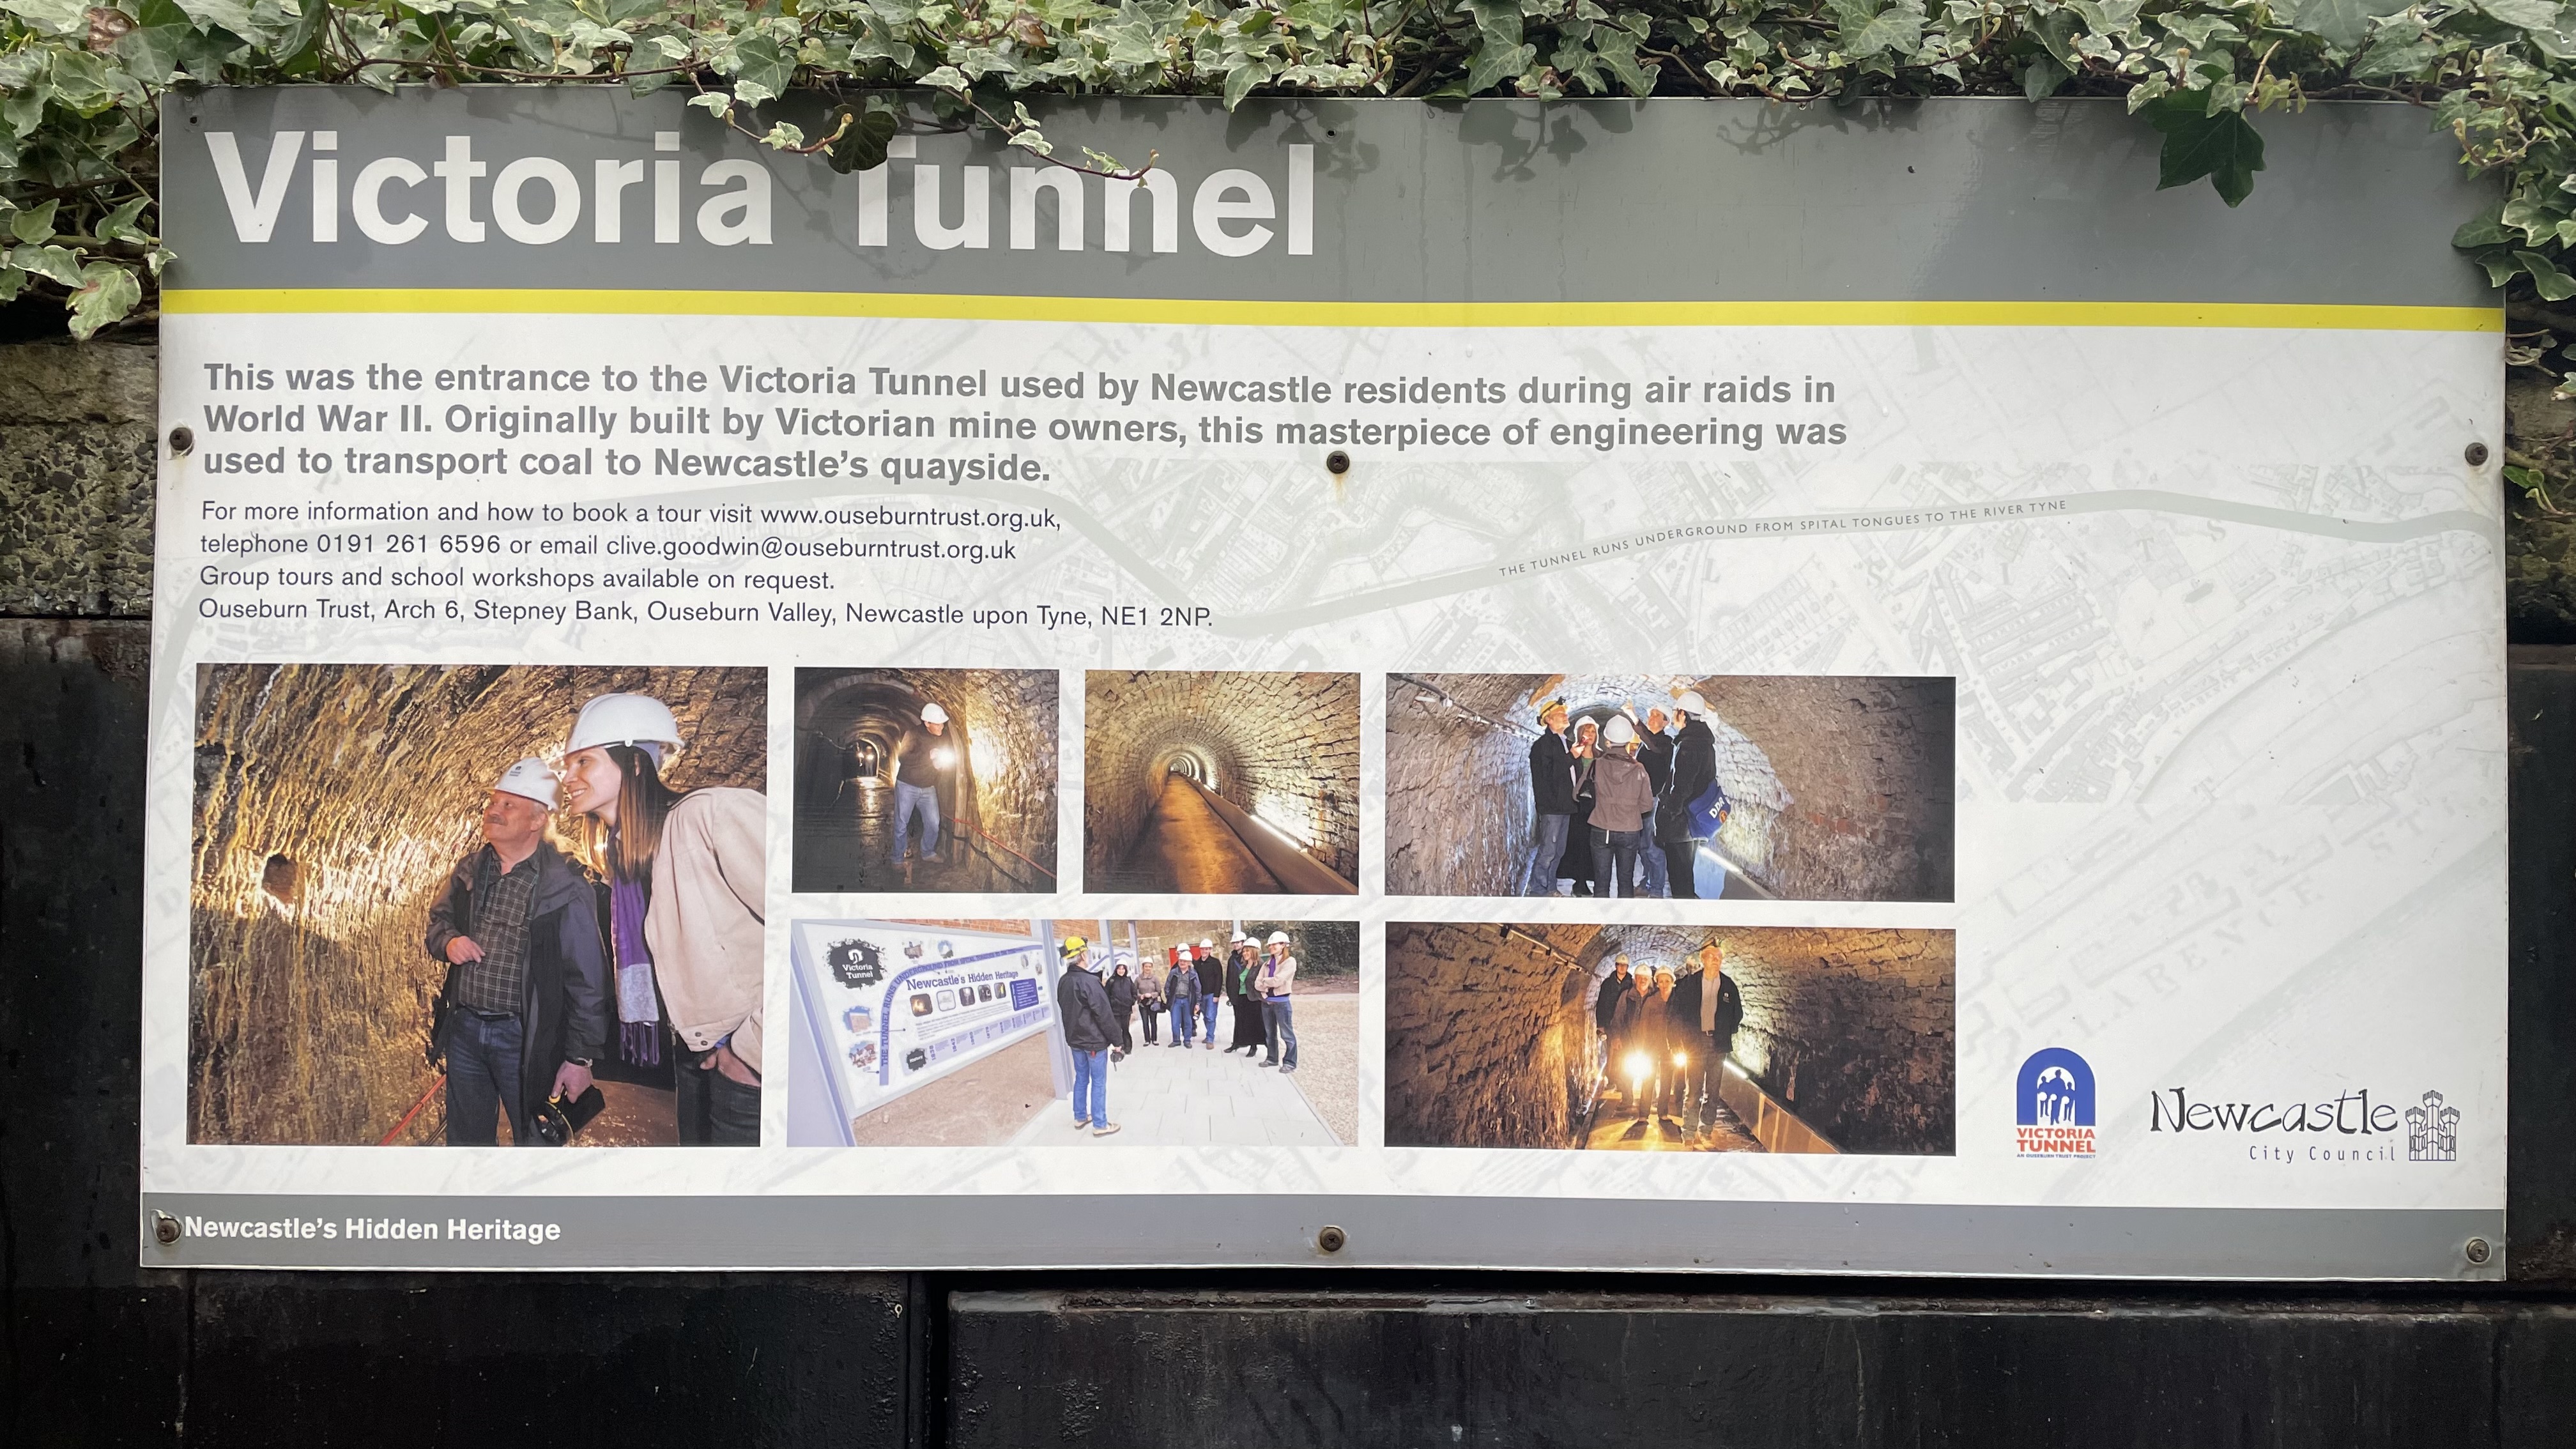 Victoria Tunnel
This was the entrance to the Victoria Tunnel used by Newcastle residents during air raids in
World War II. Originally built by Victorian mine owners, this masterpiece of engineering was
used to transport coal to Newcastle's quayside.
For more information and how to book a tour visit www.ouseburntrust.org.uk,
telephone 0191 261 6596 or email clive.goodwin@ouseburntrust.org.uk
Group tours and school workshops available on request.
Ouseburn Trust, Arch 6, Stepney Bank, Ouseburn Valley, Newcastle upon Tyne, NE1 2NP.
THE TUNNEL RUNS UNDERGROUND FROM SPITAL TONGUES TO THE RIVER TYNE
Victoria
Tunnel
Newcastle's Hidden Heritage
CLARENCE ST
VICTORIA
TUNNEL
AN OUSEBURN TRUST PROJECT
Newcastle
City Council
Newcastle's Hidden Heritage